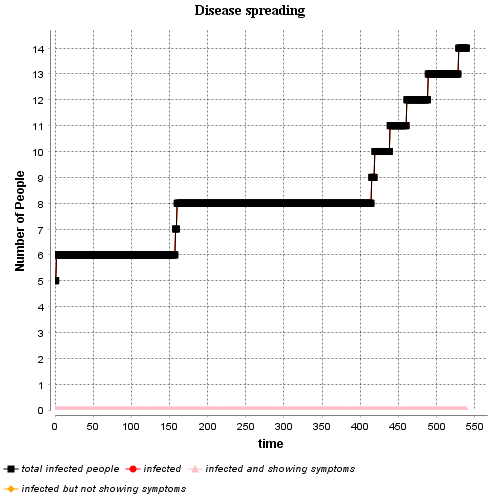 Disease spreading
Number of People
14
13
12
11
10
9
8
7
6
5
4
3
2
1
0
0 50 100 150 200 250 300 350 400 450 500 550
time
total infected people infected infected and showing symptoms
infected but not showing symptoms